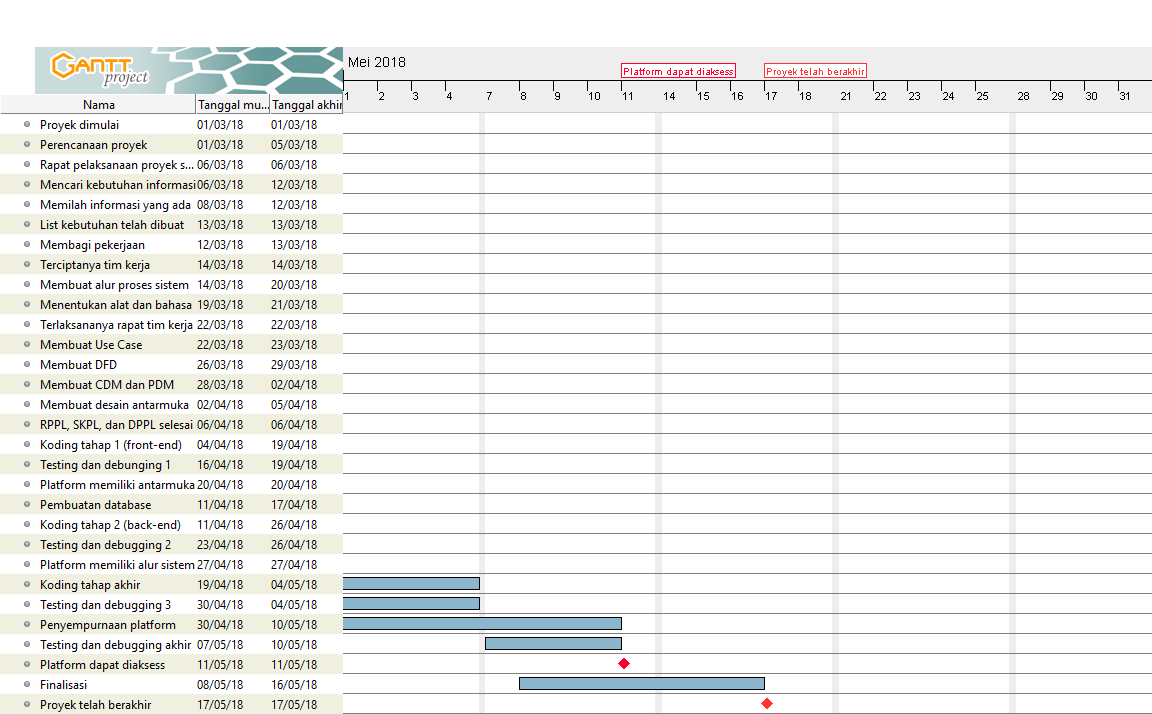 GANTT project
Mei 2018
Platform dapat diaksess
Proyek telah berakhir
1 2 3 4 7 8 9 10 11 14 15 16 17 18 21 22 23 24 25 28 29 30 31
Nama Tanggal mu... Tanggal akhir
Proyek dimulai 01/03/18 01/03/18
Perencanaan proyek 01/03/18 05/03/18
Rapat pelaksanaan proyek s... 06/03/18 06/03/18
Mencari kebutuhan informasi 06/03/18 12/03/18
Memilah informasi yang ada 08/03/18 12/03/18
List kebutuhan telah dibuat 13/03/18 13/03/18
Membagi pekerjaan 12/03/18 13/03/18
Terciptanya tim kerja 14/03/18 14/03/18
Membuat alur proses sistem 14/03/18 20/03/18
Menentukan alat dan bahasa 19/03/18 21/03/18
Terlaksananya rapat tim kerja 22/03/18 22/03/18
Membuat Use Case 22/03/18 23/03/18
Membuat DFD 26/03/18 29/03/18
Membuat CDM dan PDM 28/03/18 02/04/18
Membuat desain antarmuka 02/04/18 05/04/18
RPPL, SKPL, dan DPPL selesai 06/04/18 06/04/18
Koding tahap 1 (front-end) 04/04/18 19/04/18
Testing dan debunging 1 16/04/18 19/04/18
Platform memiliki antarmuka 20/04/18 20/04/18
Pembuatan database 11/04/18 17/04/18
Koding tahap 2 (back-end) 11/04/18 26/04/18
Testing dan debugging 2 23/04/18 26/04/18
Platform memiliki alur sistem 27/04/18 27/04/18
Koding tahap akhir 19/04/18 04/05/18
Testing dan debugging 3 30/04/18 04/05/18
Penyempurnaan platform 30/04/18 10/05/18
Testing dan debugging akhir 07/05/18 10/05/18
Platform dapat diaksess 11/05/18 11/05/18
Finalisasi 08/05/18 16/05/18
Proyek telah berakhir 17/05/18 17/05/18